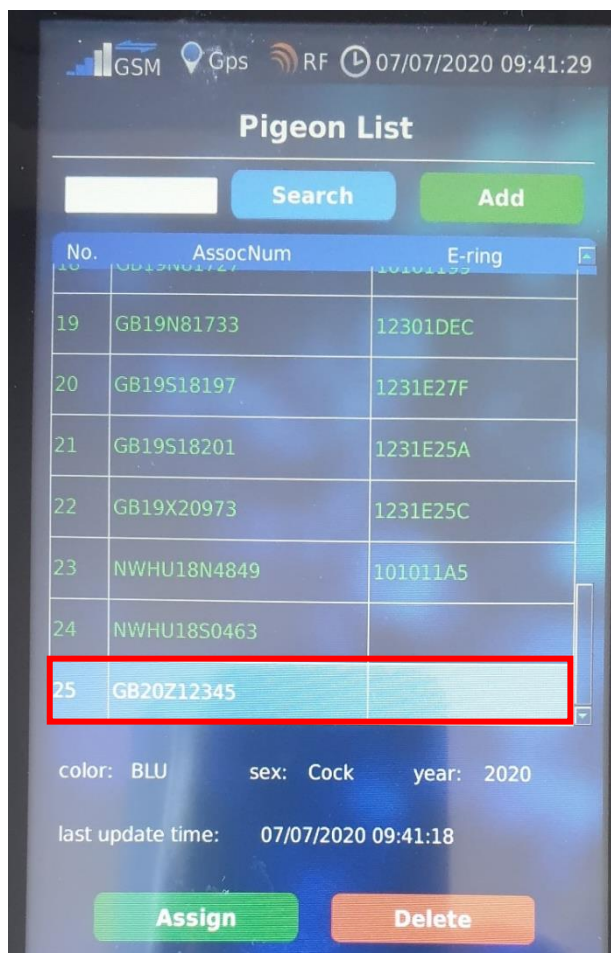 GSM Gps RF 07/07/2020 09:41:29
Pigeon List
Search Add
No. AssocNum E-ring
19 GB19N81733 12301DEC
20 GB19S18197 1231E27F
21 GB19S18201 1231E25A
22 GB19X20973 1231E25C
23 NWHU18N4849 101011A5
24 NWHU18S0463
25 GB20Z12345
color: BLU sex: Cock year: 2020
last update time: 07/07/2020 09:41:18
Assign Delete